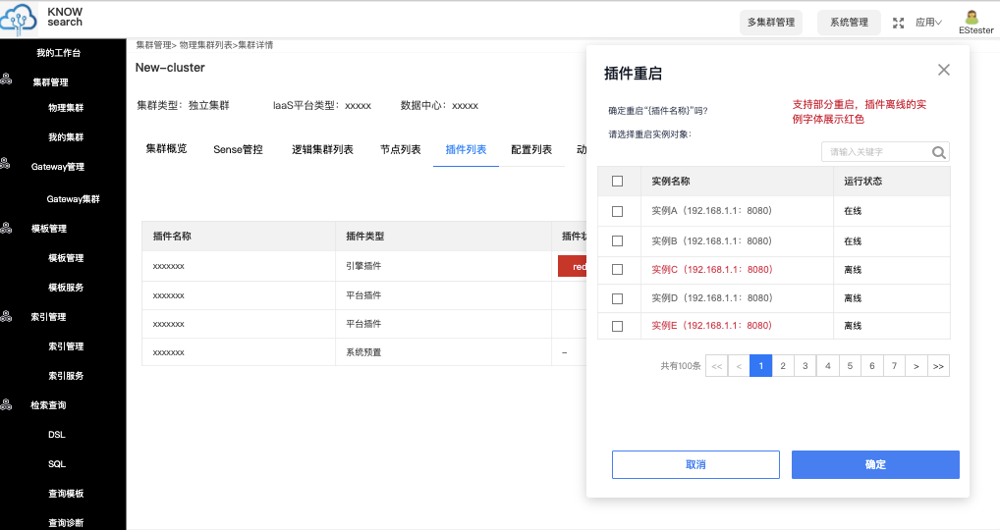 KNOW
search
多集群管理
系统管理
应用
EStester
我的工作台
集群管理
物理集群
我的集群
Gateway管理
Gateway集群
模板管理
模板管理
模板服务
索引管理
索引管理
索引服务
检索查询
DSL
SQL
查询模板
查询诊断
集群管理> 物理集群列表>集群详情
New-cluster
集群类型：独立集群 IaaS平台类型：xxxxx 数据中心：xxxxx
集群概览 Sense管控 逻辑集群列表 节点列表 插件列表 配置列表 动
插件名称 插件类型 插件状
xxxxxxx 引擎插件 red
xxxxxxx 平台插件
xxxxxxx 平台插件
xxxxxxx 系统预置 –
插件重启
确定重启“{插件名称}”吗?
支持部分重启，插件离线的实
例字体展示红色
请选择重启实例对象：
请输入关键字
实例名称 运行状态
实例A（192.168.1.1：8080） 在线
实例B（192.168.1.1：8080） 在线
实例C（192.168.1.1：8080） 离线
实例D（192.168.1.1：8080） 离线
实例E（192.168.1.1：8080） 离线
共有100条 << < 1 2 3 4 5 6 7 > >>
取消 确定